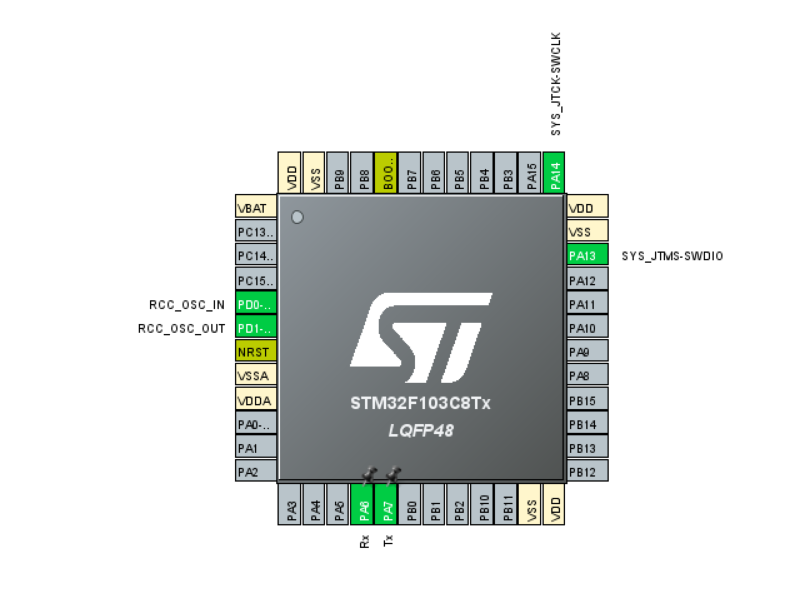 SYS_JTCK-SWCLK
VDD
VSS
PB9
PB8
BOO..
PB7
PB6
PB5
PB4
PB3
PA15
PA14
VBAT
PC13..
PC14..
PC15..
RCC_OSC_IN PD0-..
RCC_OSC_OUT PD1-..
NRST
VSSA
VDDA
PA0-..
PA1
PA2
VDD
VSS
PA13 SYS_JTMS-SWDIO
PA12
PA11
PA10
PA9
PA8
PB15
PB14
PB13
PB12
ST
STM32F103C8Tx
LQFP48
PA3
PA4
PA5
PA6
PA7
PB0
PB1
PB2
PB10
PB11
VSS
VDD
Rx
Tx